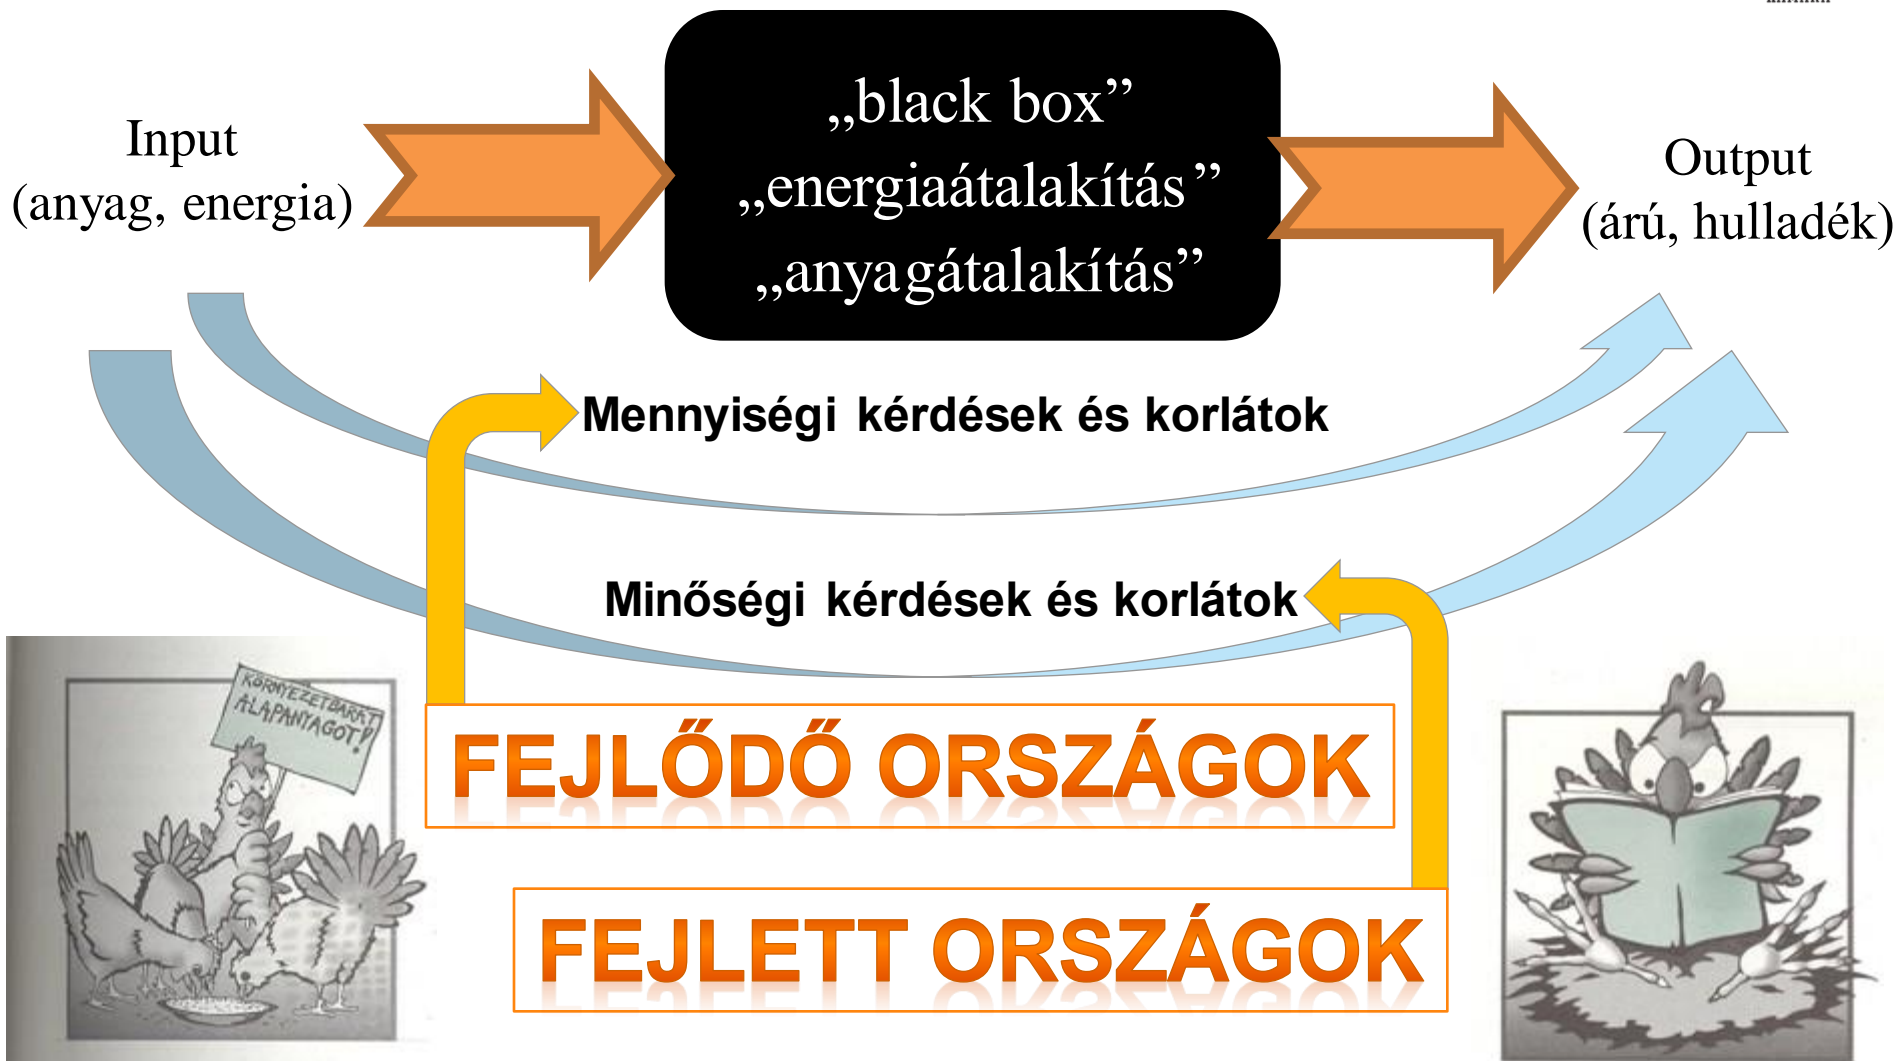 Input
(anyag, energia)
„black box”
„energiaátalakítás”
„anyagátalakítás”
Output
(árú, hulladék)
Mennyiségi kérdések és korlátok
Minőségi kérdések és korlátok
KÖRNYEZETBARÁT
ALAPANYAGOT!
FEJLŐDŐ ORSZÁGOK
FEJLETT ORSZÁGOK